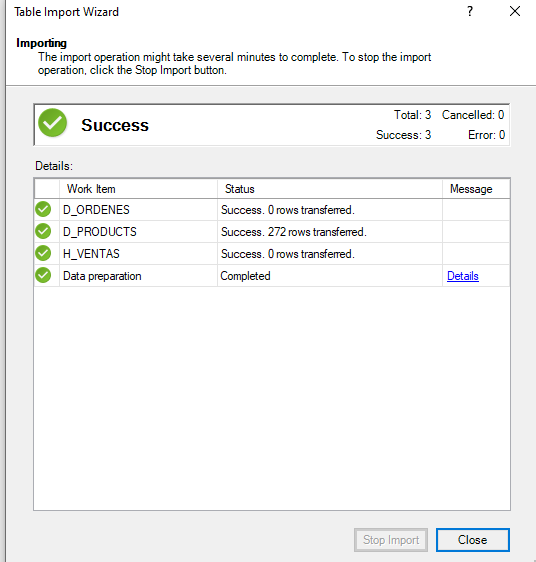 Table Import Wizard
?
Importing
The import operation might take several minutes to complete. To stop the import
operation, click the Stop Import button.
Success
Total: 3 Cancelled: 0
Success: 3 Error: 0
Details:
Work Item Status Message
D_ORDENES Success. 0 rows transferred.
D_PRODUCTS Success. 272 rows transferred.
H_VENTAS Success. 0 rows transferred.
Data preparation Completed Details
Stop Import Close